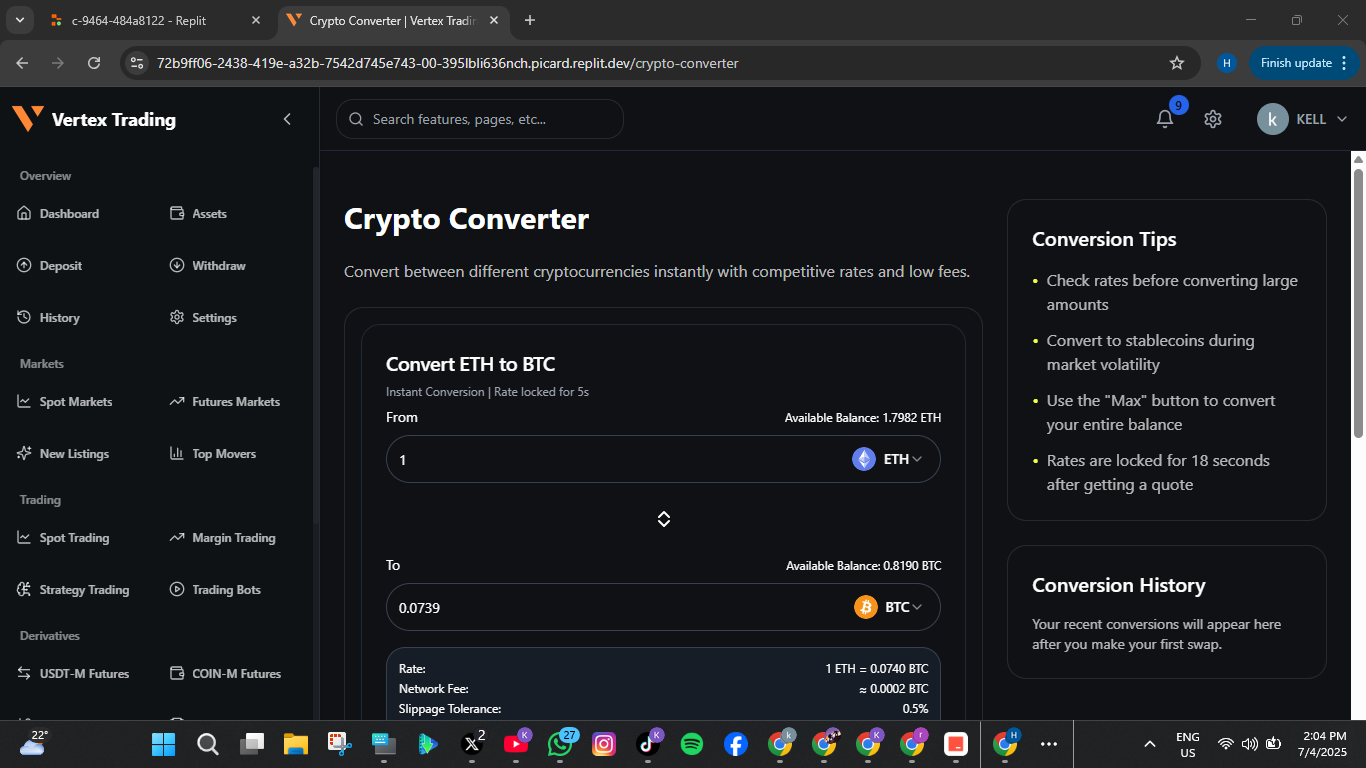 c-9464-484a8122 - Replit
Crypto Converter | Vertex Tradin
72b9ff06-2438-419e-a32b-7542d745e743-00-395lbli636nch.picard.replit.dev/crypto-converter
H
Finish update
Vertex Trading
Search features, pages, etc...
9
k
KELL
Overview
Dashboard
Assets
Deposit
Withdraw
History
Settings
Markets
Spot Markets
Futures Markets
New Listings
Top Movers
Trading
Spot Trading
Margin Trading
Strategy Trading
Trading Bots
Derivatives
USDT-M Futures
COIN-M Futures
Crypto Converter
Convert between different cryptocurrencies instantly with competitive rates and low fees.
Convert ETH to BTC
Instant Conversion | Rate locked for 5s
From
Available Balance: 1.7982 ETH
1
ETH
To
Available Balance: 0.8190 BTC
0.0739
BTC
Rate:
1 ETH = 0.0740 BTC
Network Fee:
≈ 0.0002 BTC
Slippage Tolerance:
0.5%
Conversion Tips
• Check rates before converting large
amounts
• Convert to stablecoins during
market volatility
• Use the "Max" button to convert
your entire balance
• Rates are locked for 18 seconds
after getting a quote
Conversion History
Your recent conversions will appear here
after you make your first swap.
22°
2
K
27
K
k
K
r
H
ENG
US
2:04 PM
7/4/2025